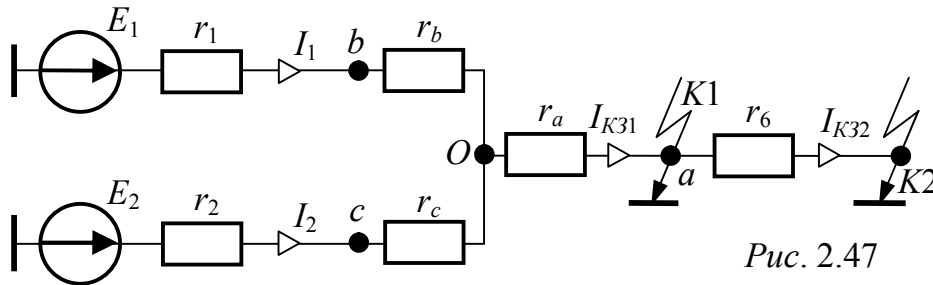 E1 r1 I1 b rb
K1
ra IКЗ1 r6 IКЗ2
O a
K2
E2 r2 I2 c rc
Рис. 2.47